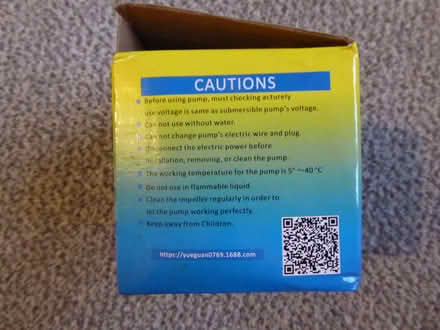 CAUTIONS
Before using pump, must checking acturely
use voltage is same as submersible pump's voltage.
Can not use without water.
Can not change pump's electric wire and plug.
Disconnect the electric power before
installation, removing, or clean the pump.
The working temperature for the pump is 5°～40 °C
Do not use in flammable liquid
Clean the impeller regularly in order to
let the pump working perfectly.
Keep away from Children.
https://yueguan0769.1688.com